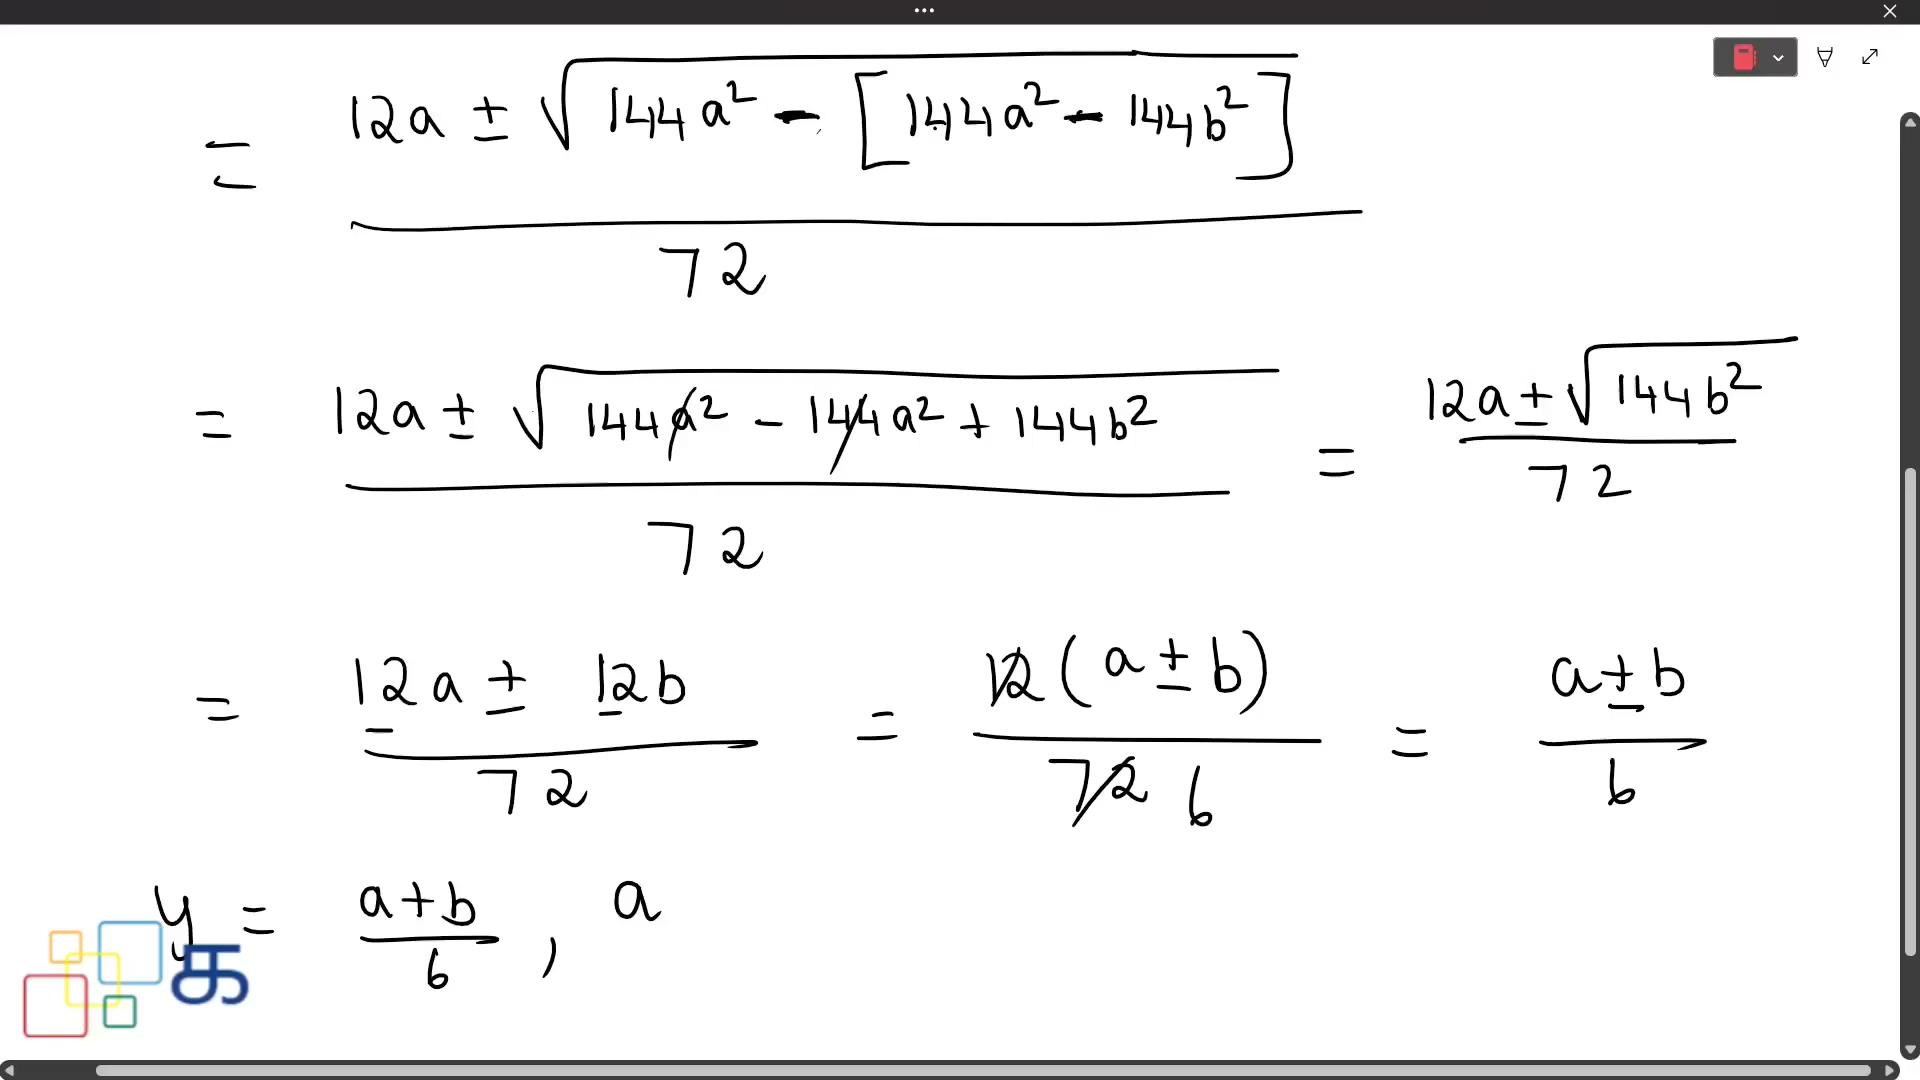 = 12a ± √(144a² - [144a² - 144b²]) / 72
= 12a ± √(144a² - 144a² + 144b²) / 72 = 12a ± √(144b²) / 72
= 12a ± 12b / 72 = 12(a ± b) / 72 6 = a ± b / 6
y = a+b / 6 , a
க